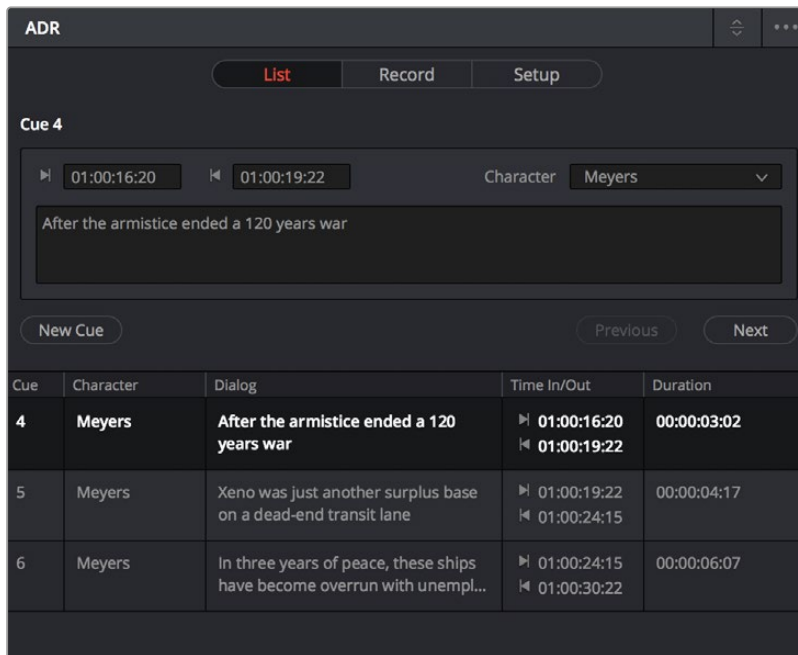 ADR
List Record Setup
Cue 4
01:00:16:20 01:00:19:22 Character Meyers
After the armistice ended a 120 years war
New Cue Previous Next
Cue Character Dialog Time In/Out Duration
4 Meyers After the armistice ended a 120 01:00:16:20 00:00:03:02
years war 01:00:19:22
5 Meyers Xeno was just another surplus base 01:00:19:22 00:00:04:17
on a dead-end transit lane 01:00:24:15
6 Meyers In three years of peace, these ships 01:00:24:15 00:00:06:07
have become overrun with unempl... 01:00:30:22